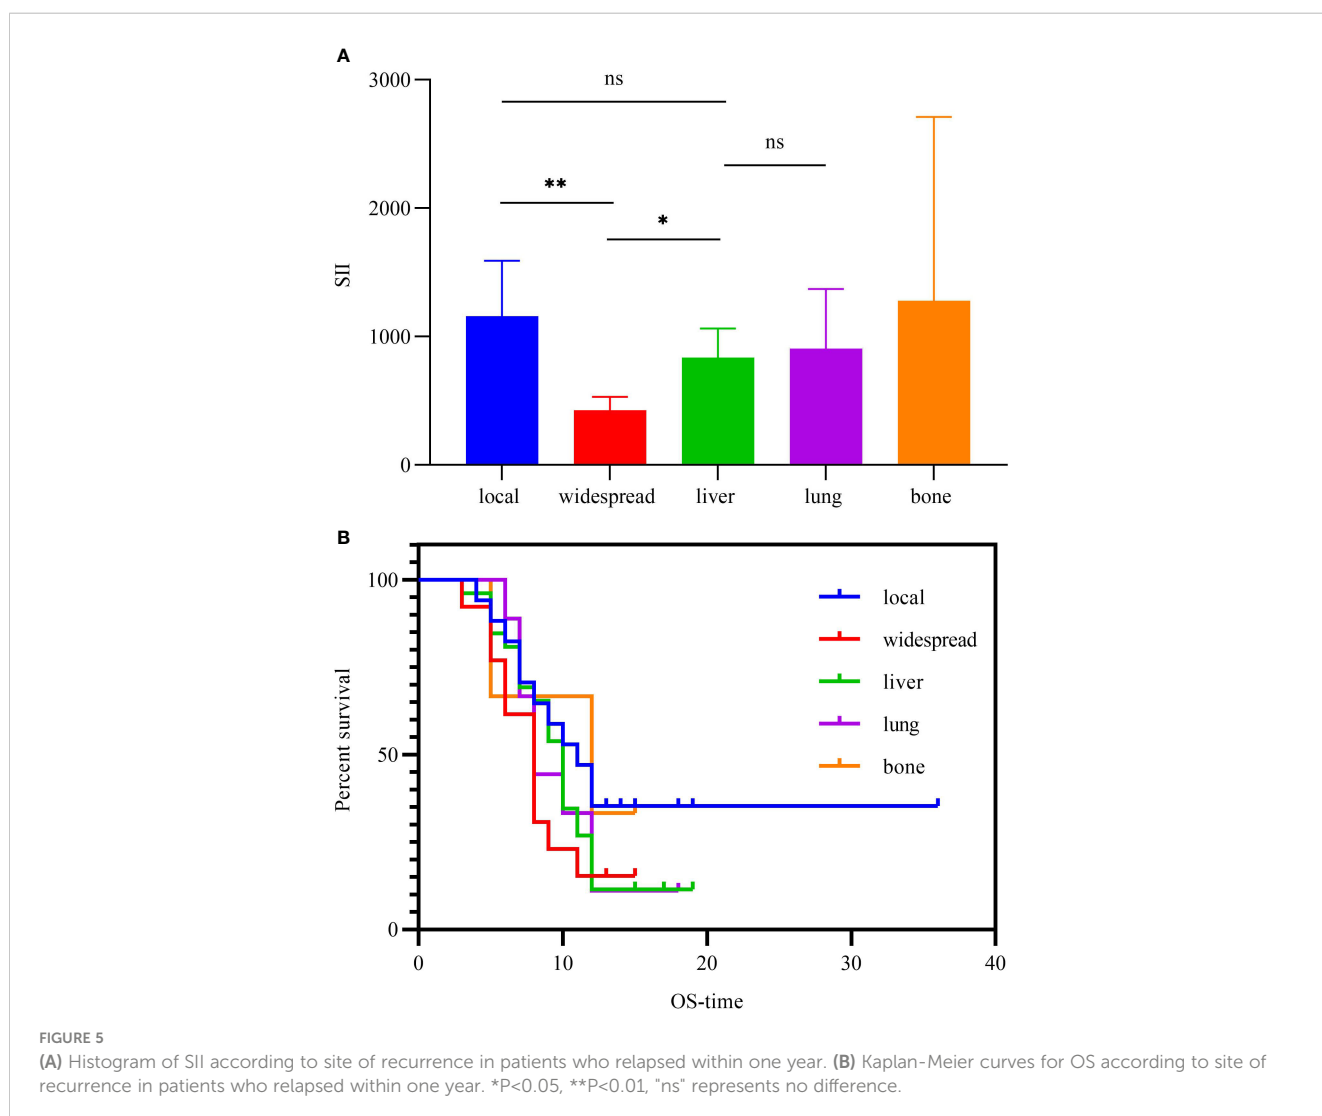 A
3000
2000
1000
0
SII
ns
ns
**
*
local widespread liver lung bone
B
100
50
0
Percent survival
local
widespread
liver
lung
bone
0 10 20 30 40
OS-time
FIGURE 5
(A) Histogram of SII according to site of recurrence in patients who relapsed within one year. (B) Kaplan-Meier curves for OS according to site of
recurrence in patients who relapsed within one year. *P<0.05, **P<0.01, "ns" represents no difference.